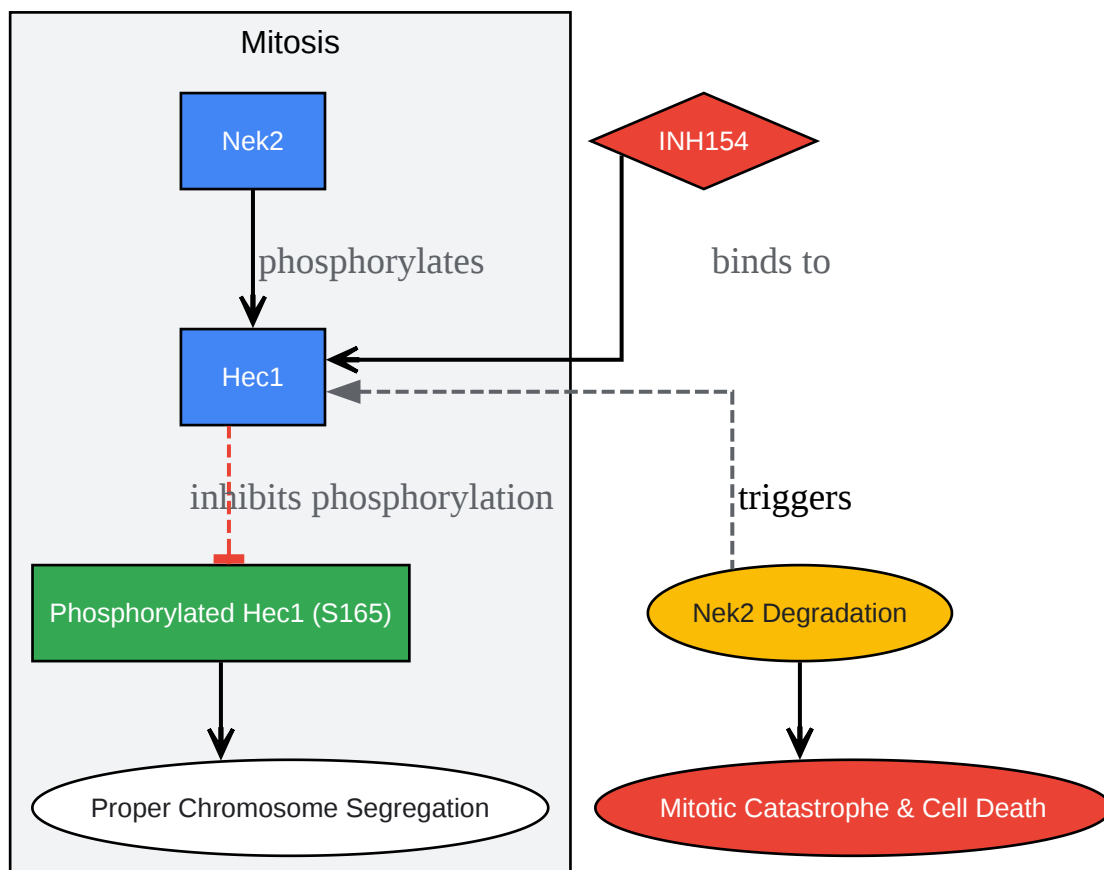 Mitosis
Nek2
INH154
phosphorylates
binds to
Hec1
inhibits phosphorylation
triggers
Phosphorylated Hec1 (S165)
Nek2 Degradation
Proper Chromosome Segregation
Mitotic Catastrophe & Cell Death